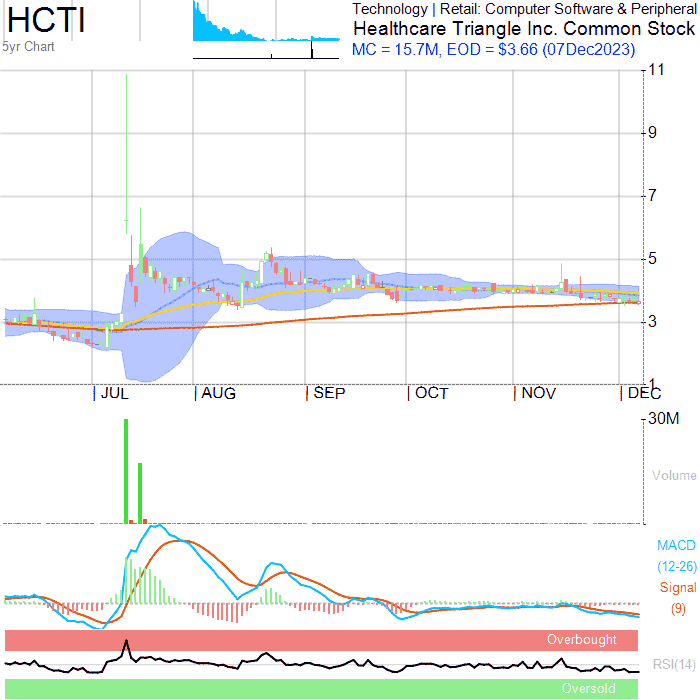 HCTI
5yr Chart
Technology | Retail: Computer Software & Peripheral
Healthcare Triangle Inc. Common Stock
MC = 15.7M, EOD = $3.66 (07Dec2023)
11
9
7
5
3
1
JUL
AUG
SEP
OCT
NOV
DEC
30M
Volume
MACD
(12-26)
Signal
(9)
Overbought
RSI(14)
Oversold